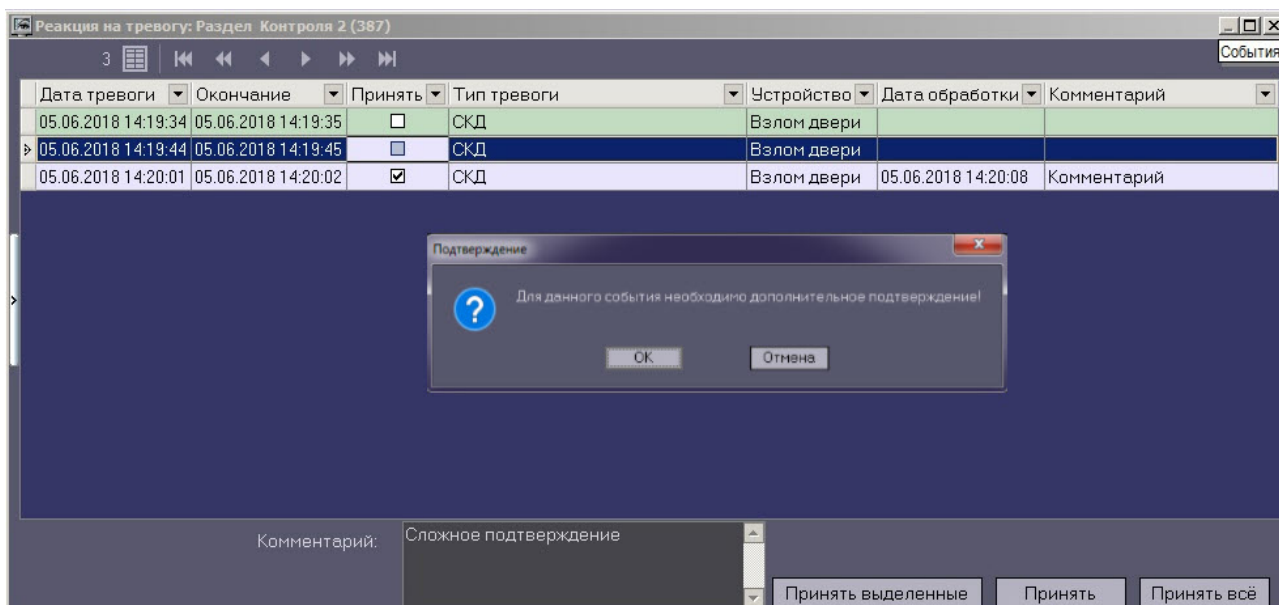 Реакция на тревогу: Раздел Контроля 2 (387)
3
События
Дата тревоги Окончание Принять Тип тревоги Устройство Дата обработки Комментарий
05.06.2018 14:19:34 05.06.2018 14:19:35 СКД Взлом двери
05.06.2018 14:19:44 05.06.2018 14:19:45 СКД Взлом двери
05.06.2018 14:20:01 05.06.2018 14:20:02 СКД Взлом двери 05.06.2018 14:20:08 Комментарий
Подтверждение
Для данного события необходимо дополнительное подтверждение!
OK Отмена
Комментарий: Сложное подтверждение
Принять выделенные Принять Принять всё